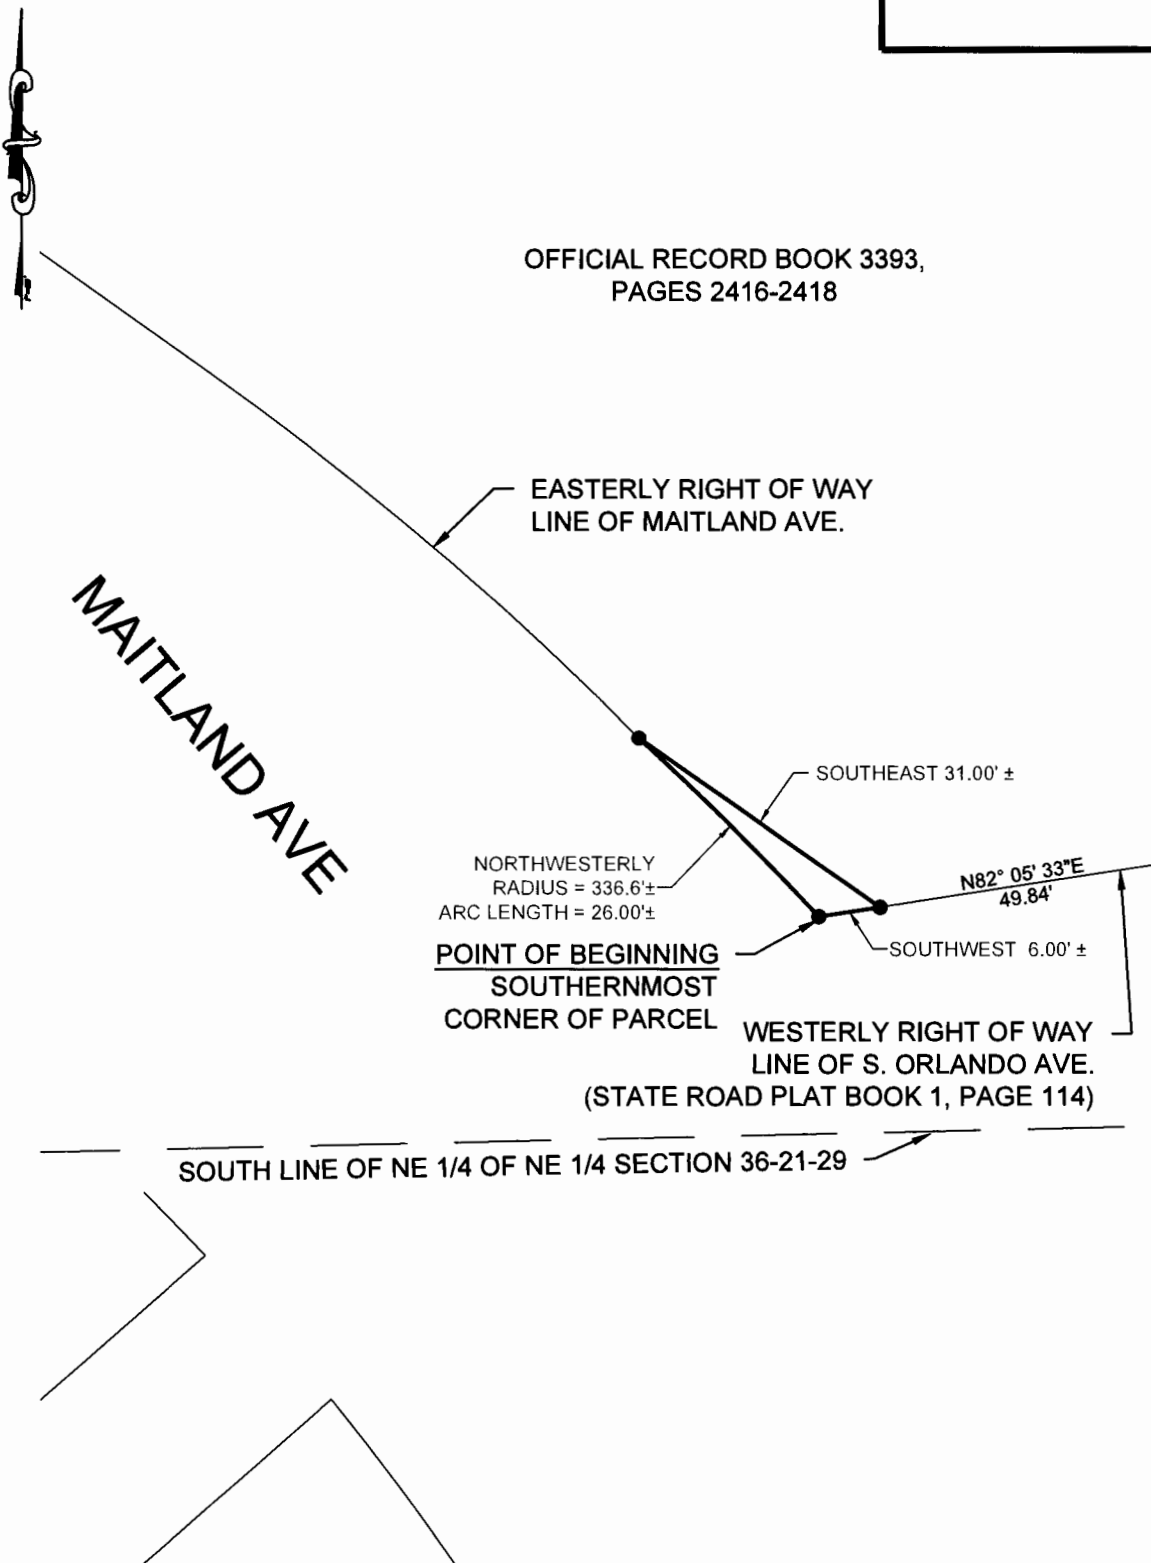 OFFICIAL RECORD BOOK 3393,
PAGES 2416-2418
EASTERLY RIGHT OF WAY
LINE OF MAITLAND AVE.
MAITLAND AVE
SOUTHEAST 31.00' ±
NORTHWESTERLY
RADIUS = 336.6'±
ARC LENGTH = 26.00'±
N82° 05' 33"E
49.84'
SOUTHWEST 6.00' ±
POINT OF BEGINNING
SOUTHERNMOST
CORNER OF PARCEL
WESTERLY RIGHT OF WAY
LINE OF S. ORLANDO AVE.
(STATE ROAD PLAT BOOK 1, PAGE 114)
SOUTH LINE OF NE 1/4 OF NE 1/4 SECTION 36-21-29